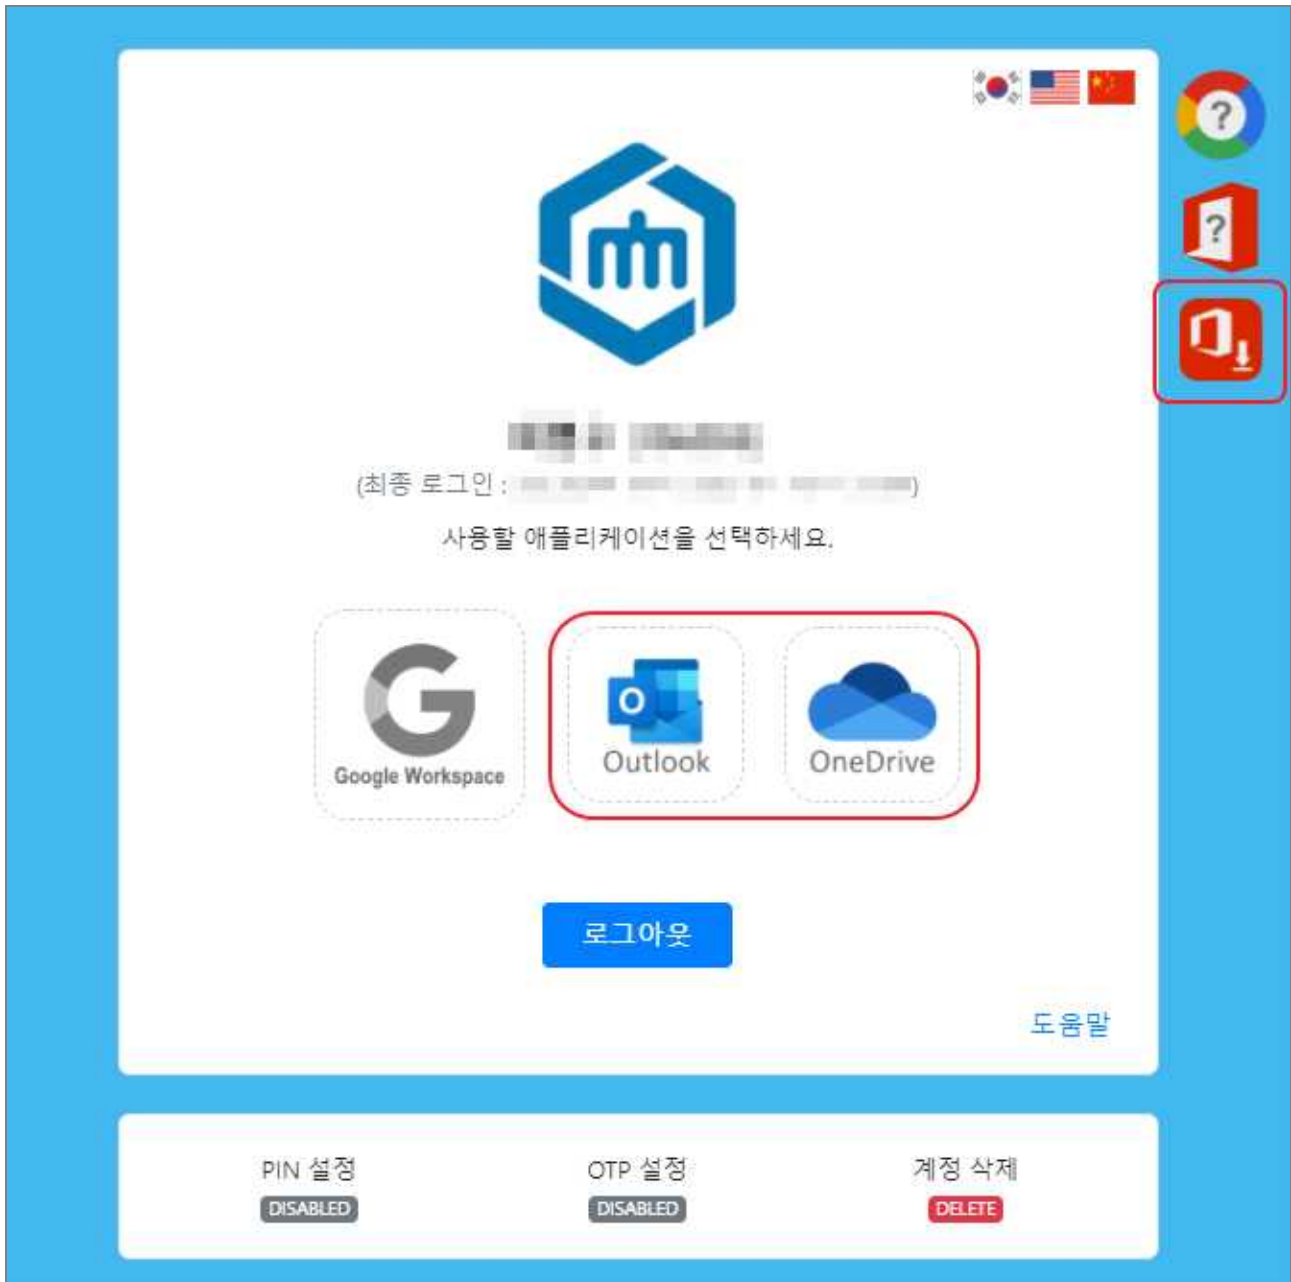 ?
?
(최종 로그인 : )
사용할 애플리케이션을 선택하세요.
Google Workspace
Outlook
OneDrive
로그아웃
도움말
PIN 설정
OTP 설정
계정 삭제
DISABLED
DISABLED
DELETE